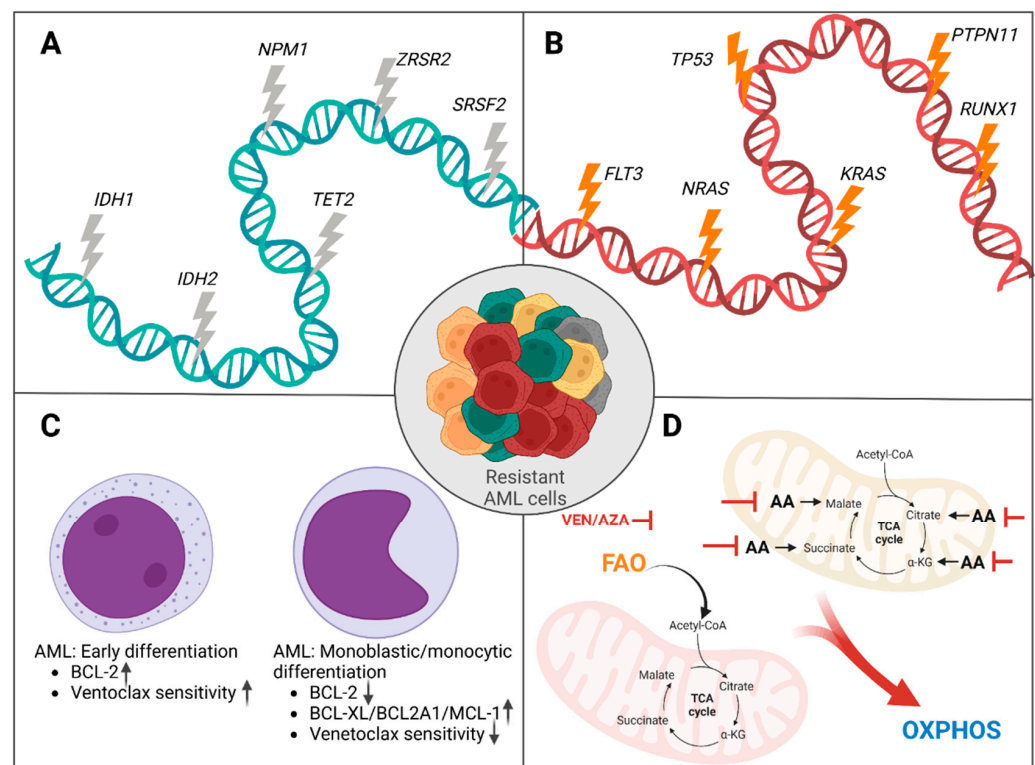 A
NPM1
ZRSR2
SRSF2
IDH1
TET2
IDH2
B
TP53
PTPN11
RUNX1
FLT3
NRAS
KRAS
Resistant
AML cells
C
AML: Early differentiation
• BCL-2
• Ventoclax sensitivity
AML: Monoblastic/monocytic
differentiation
• BCL-2
• BCL-XL/BCL2A1/MCL-1
• Venetoclax sensitivity
D
VEN/AZA
FAO
Acetyl-CoA
AA
Malate
Citrate
AA
TCA
cycle
AA
Succinate
α-KG
AA
Acetyl-CoA
Malate
Citrate
TCA
cycle
Succinate
α-KG
OXPHOS